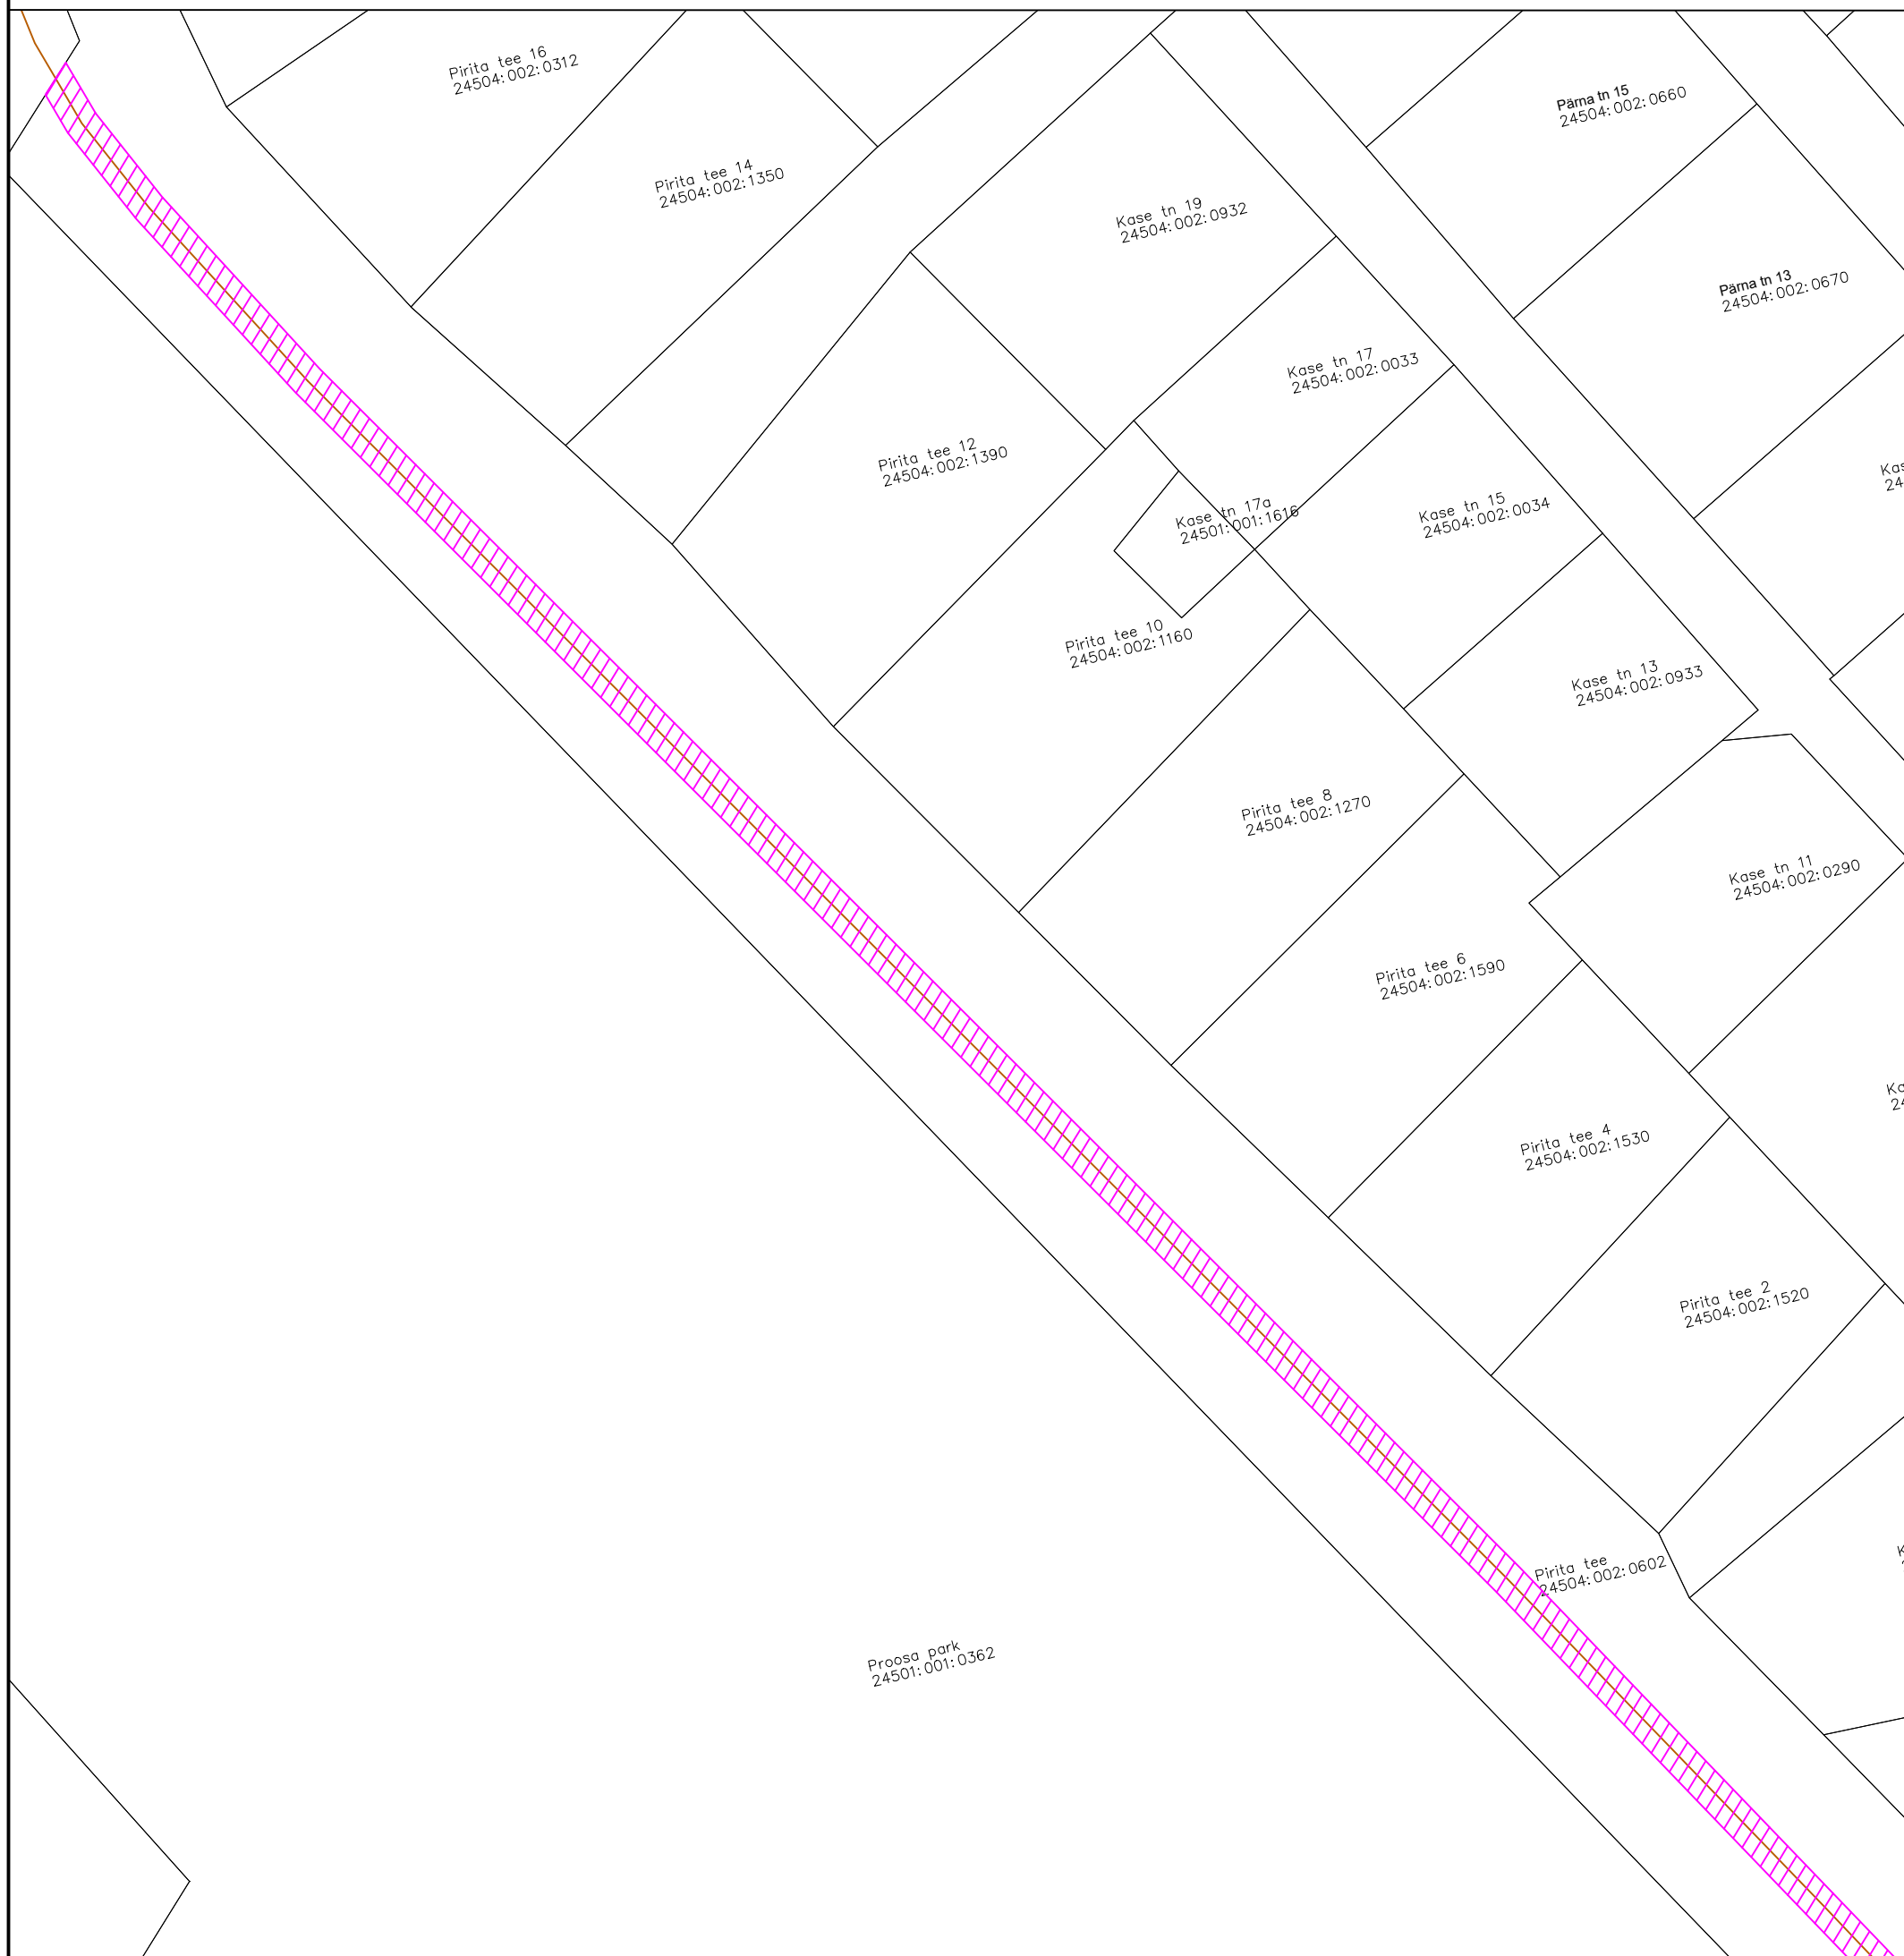 Pirita tee 16
24504:002:0312
Pärna tn 15
24504:002:0660
Pirita tee 14
24504:002:1350
Kase tn 19
24504:002:0932
Pärna tn 13
24504:002:0670
Kase tn 17
24504:002:0033
Pirita tee 12
24504:002:1390
Kas
24
Kase tn 17a
24501:001:1616
Kase tn 15
24504:002:0034
Pirita tee 10
24504:002:1160
Kase tn 13
24504:002:0933
Pirita tee 8
24504:002:1270
Kase tn 11
24504:002:0290
Pirita tee 6
24504:002:1590
Ka
24
Pirita tee 4
24504:002:1530
Pirita tee 2
24504:002:1520
Pirita tee
24504:002:0602
K
Proosa park
24501:001:0362